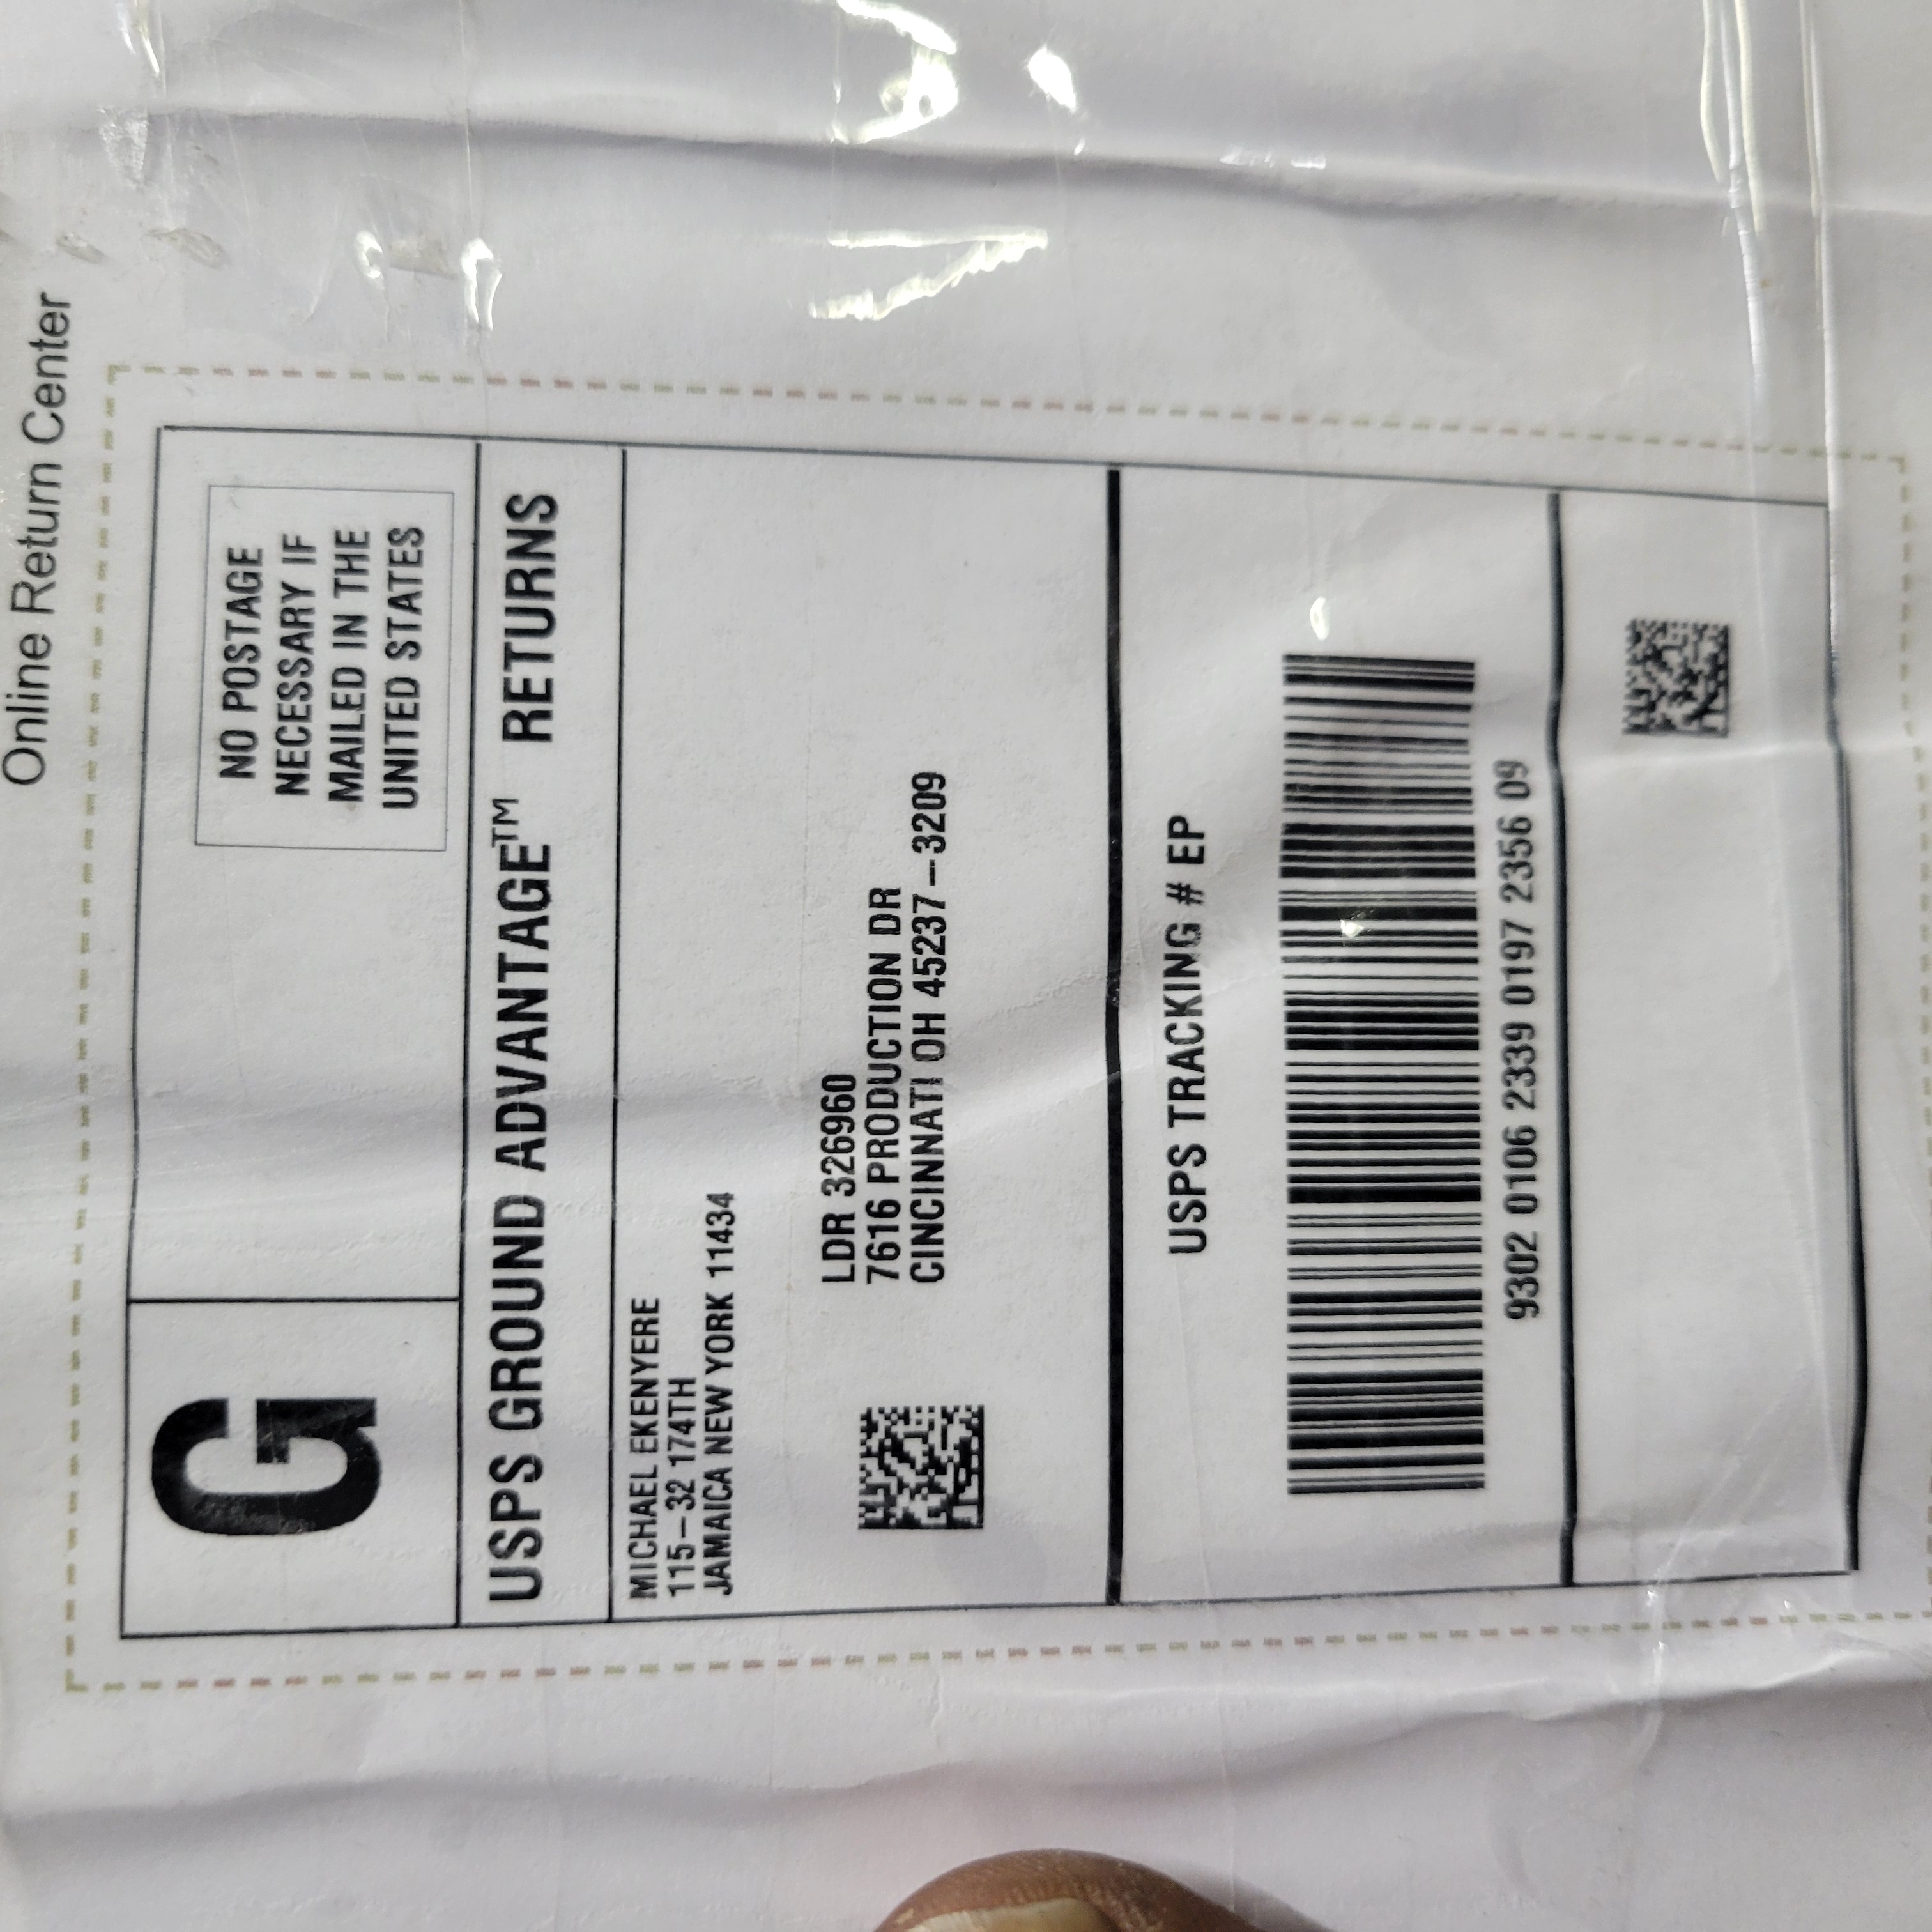 Online Return Center
G
NO POSTAGE
NECESSARY IF
MAILED IN THE
UNITED STATES
USPS GROUND ADVANTAGE™ RETURNS
MICHAEL EKENYERE
115-32 174TH
JAMAICA NEW YORK 11434
LDR 326960
7616 PRODUCTION DR
CINCINNATI OH 45237-3209
USPS TRACKING # EP
9302 0106 2339 0197 2356 09